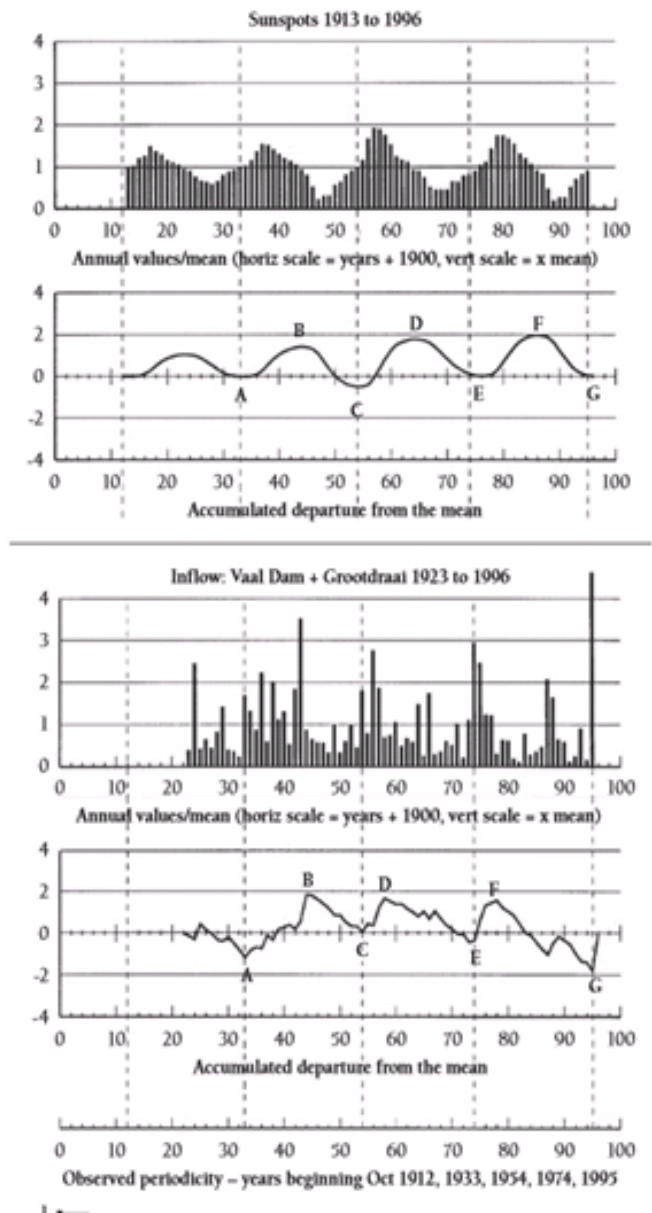 Sunspots 1913 to 1996
4
3
2
1
0
0 10 20 30 40 50 60 70 80 90 100
Annual values/mean (horiz scale = years + 1900, vert scale = x mean)
4
2
0
-2
-4
B D F
A C E G
0 10 20 30 40 50 60 70 80 90 100
Accumulated departure from the mean
Inflow: Vaal Dam + Grootdraai 1923 to 1996
4
3
2
1
0
0 10 20 30 40 50 60 70 80 90 100
Annual values/mean (horiz scale = years + 1900, vert scale = x mean)
4
2
0
-2
-4
B D F
A C E G
0 10 20 30 40 50 60 70 80 90 100
Accumulated departure from the mean
0 10 20 30 40 50 60 70 80 90 100
Observed periodicity – years beginning Oct 1912, 1933, 1954, 1974, 1995